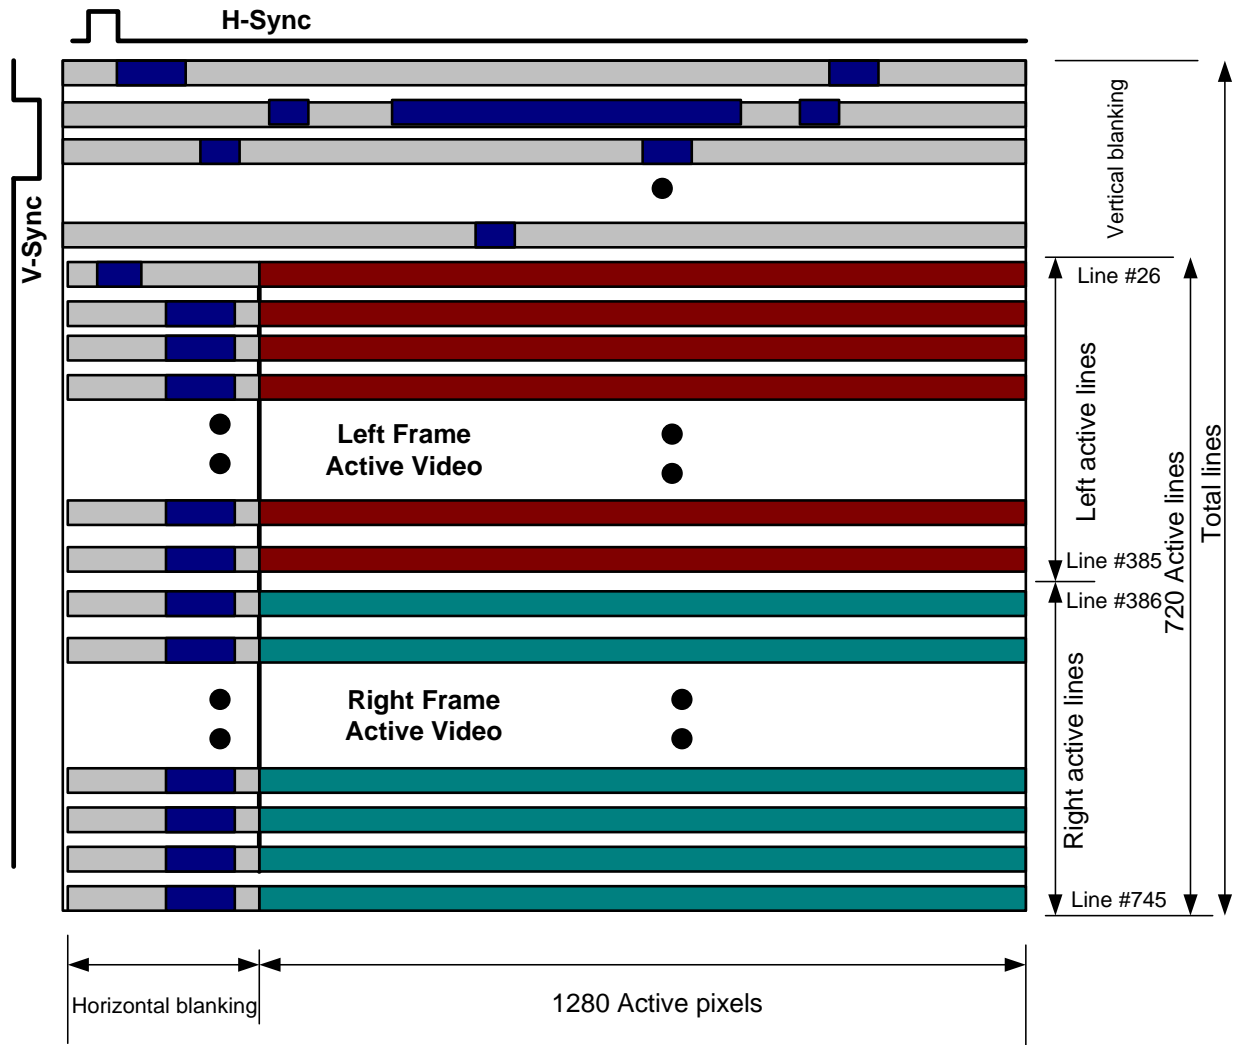 H-Sync
V-Sync
Vertical blanking
Line #26
Left active lines
720 Active lines
Total lines
Left Frame
Active Video
Line #385
Line #386
Right Frame
Active Video
Right active lines
Line #745
Horizontal blanking
1280 Active pixels